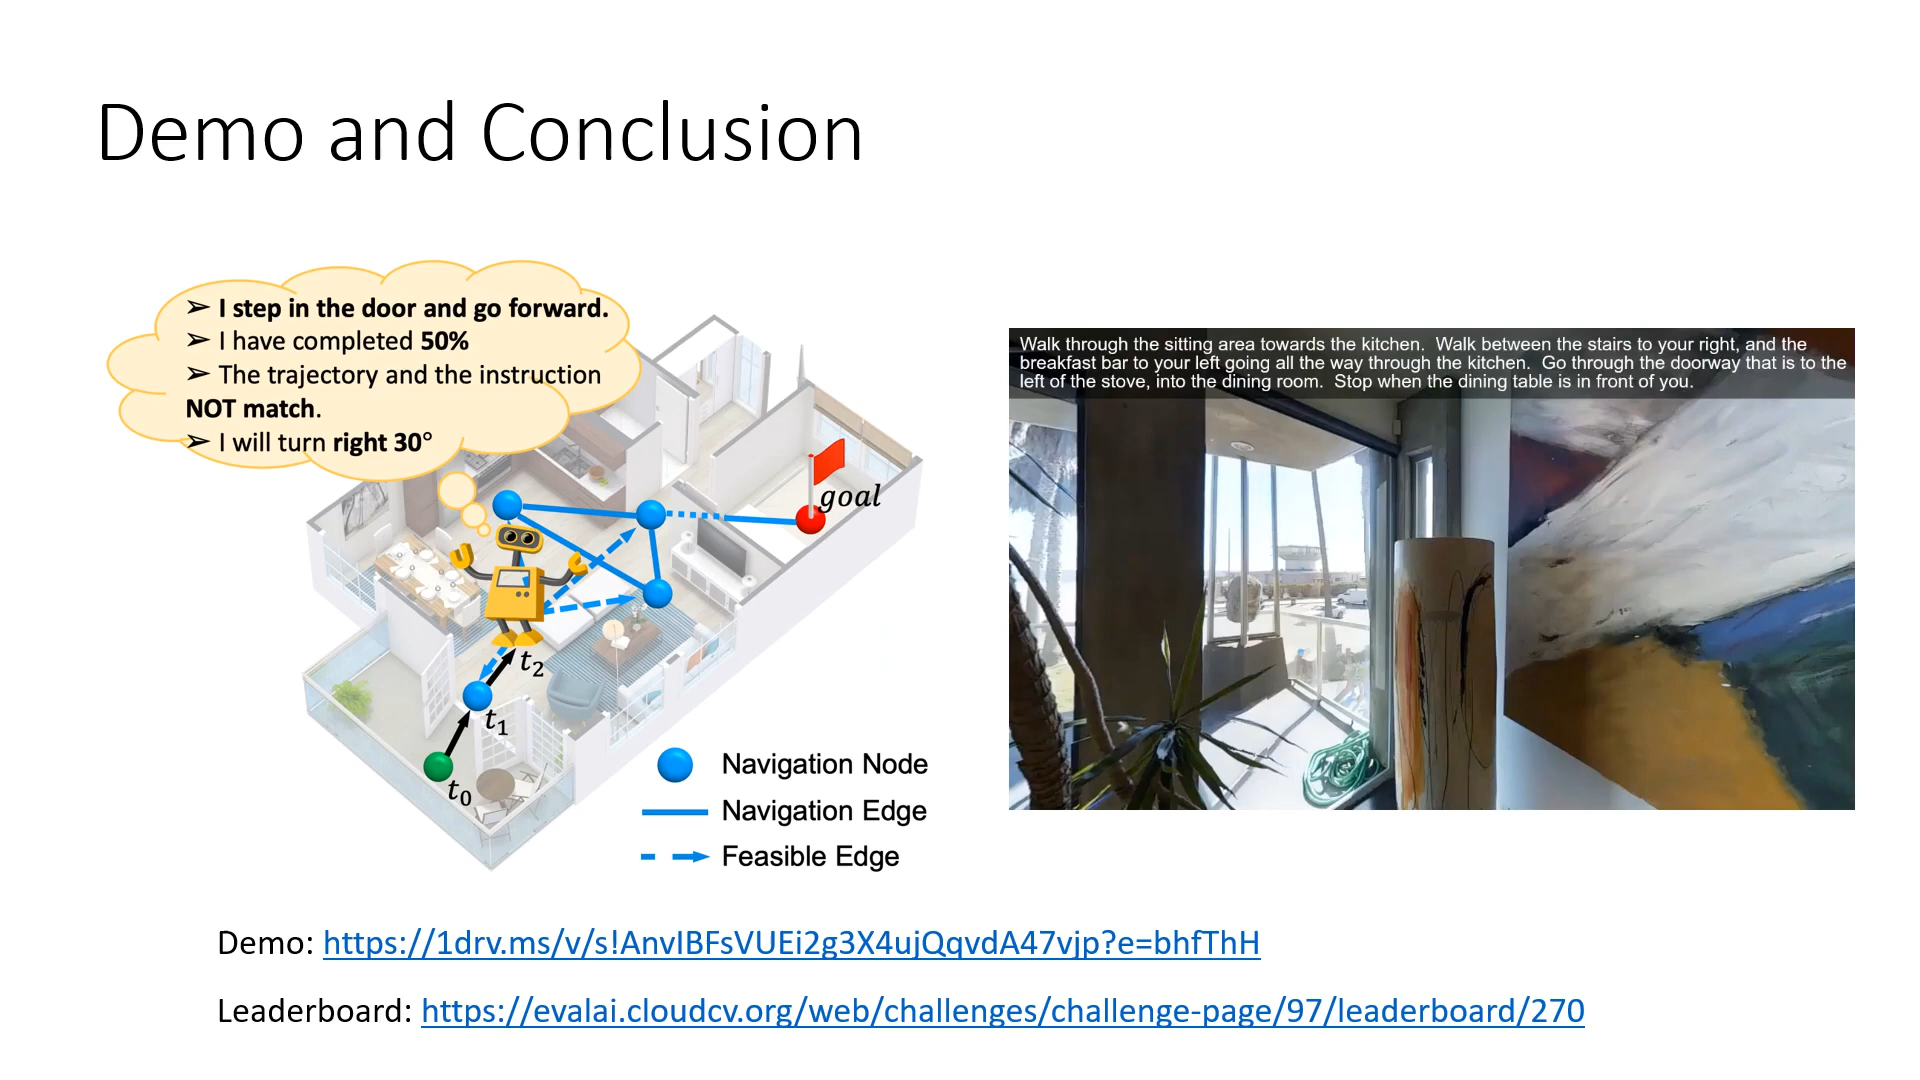 Demo and Conclusion
➢ I step in the door and go forward.
➢ I have completed 50%
➢ The trajectory and the instruction
NOT match.
➢ I will turn right 30°
goal
t₂
t₁
t₀
Navigation Node
Navigation Edge
Feasible Edge
Walk through the sitting area towards the kitchen.  Walk between the stairs to your right, and the
breakfast bar to your left going all the way through the kitchen.  Go through the doorway that is to the
left of the stove, into the dining room.  Stop when the dining table is in front of you.
Demo: https://1drv.ms/v/s!AnvIBFsVUEi2g3X4ujQqvdA47vjp?e=bhfThH
Leaderboard: https://evalai.cloudcv.org/web/challenges/challenge-page/97/leaderboard/270